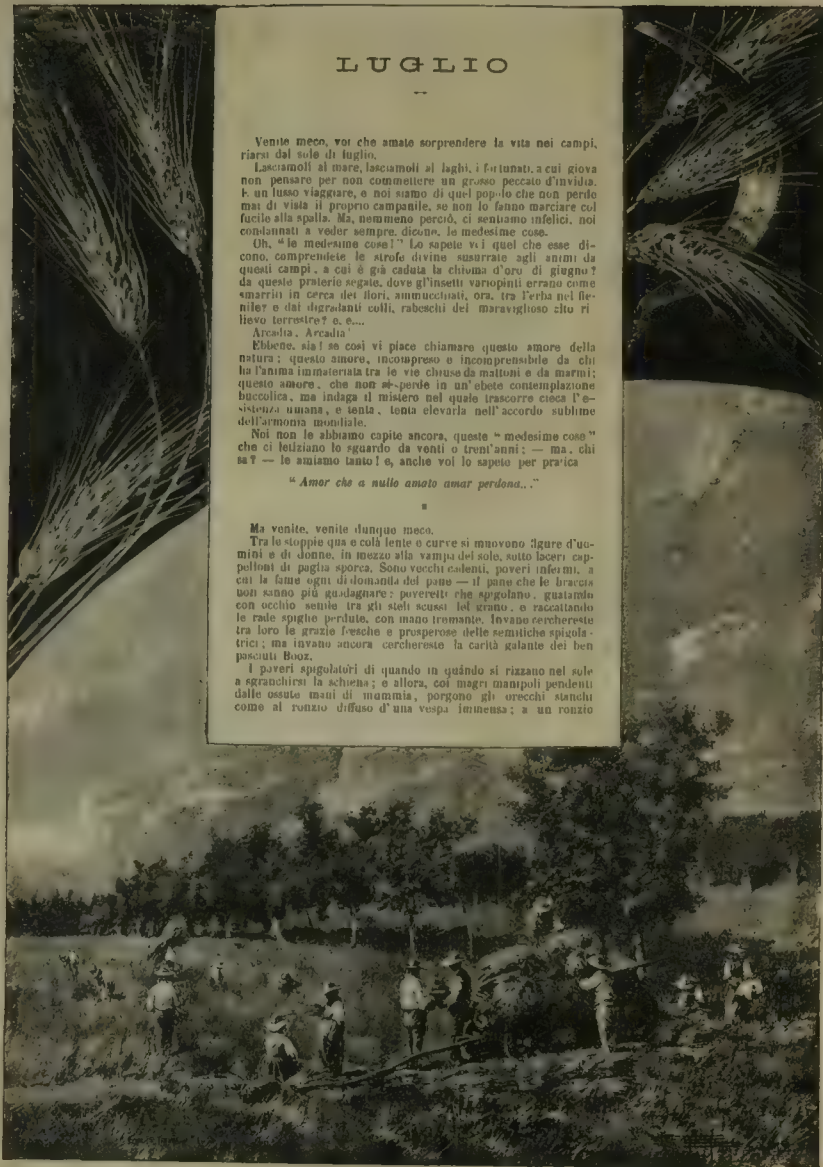 LUGLIO
Venite meco, voi che amate sorprendere la vita nei campi,
riarsi dal sole di luglio.
Lasciamoli al mare, lasciamoli ai laghi, i fortunati, a cui giova
non pensare per non commettere un grosso peccato d'invidia.
È un lusso viaggiare, e noi siamo di quel popolo che non perde
mai di vista il proprio campanile, se non lo fanno marciare col
fucile alla spalla. Ma, nemmeno perciò, ci sentiamo infelici, noi
condannati a veder sempre, dicono, le medesime cose.
Oh, "le medesime cose!" Lo sapete voi quel che esse di-
cono, comprendete le strofe divine susurrate agli animi da
questi campi, a cui è già caduta la chioma d'oro di giugno?
da queste praterie segate, dove gl'insetti variopinti errano come
smarriti in cerca dei fiori, ammucchiati, ora, tra l'erba nel fie-
nile? e dai digradanti colli, rabeschi del maraviglioso alto ri
lievo terrestre? e, e....
Arcadia, Arcadia!
Ebbene, sia! se così vi piace chiamare questo amore della
natura; questo amore, incompreso e incomprensibile da chi
ha l'anima immiserita tra le vie chiuse da mattoni e da marmi;
questo amore, che non si sperde in un'ebete contemplazione
buccolica, ma indaga il mistero nel quale trascorre cieca l'e-
sistenza umana, e tenta, tenta elevarla nell'accordo sublime
dell'armonia mondiale.
Noi non le abbiamo capite ancora, queste "medesime cose"
che ci letiziano lo sguardo da venti o trent'anni; — ma, chi
sa? — le amiamo tanto! e, anche voi lo sapete per pratica
"Amor che a nullo amato amar perdona..."
Ma venite, venite dunque meco.
Tra le stoppie qua e colà lente e curve si muovono figure d'uo-
mini e di donne, in mezzo alla vampa del sole, sotto laceri cap-
pelloni di paglia sporca. Sono vecchi cadenti, poveri infermi, a
cui la fame ogni dì domanda del pane — il pane che le braccia
non sanno più guadagnare; poveretti che spigolano, guatando
con occhio senile tra gli steli scussi del grano, e raccattando
le rade spighe perdute, con mano tremante. Invano cerchereste
tra loro le grazie fresche e prosperose delle semitiche spigola-
trici; ma invano ancora cerchereste la carità galante dei ben
pasciuti Booz.
I paveri spigolatori di quando in quando si rizzano nel sole
a sgranchirsi la schiena; e allora, coi magri manipoli pendenti
dalle ossute mani di mummia, porgono gli orecchi stanchi
come al ronzio diffuso d'una vespa immensa; a un ronzio